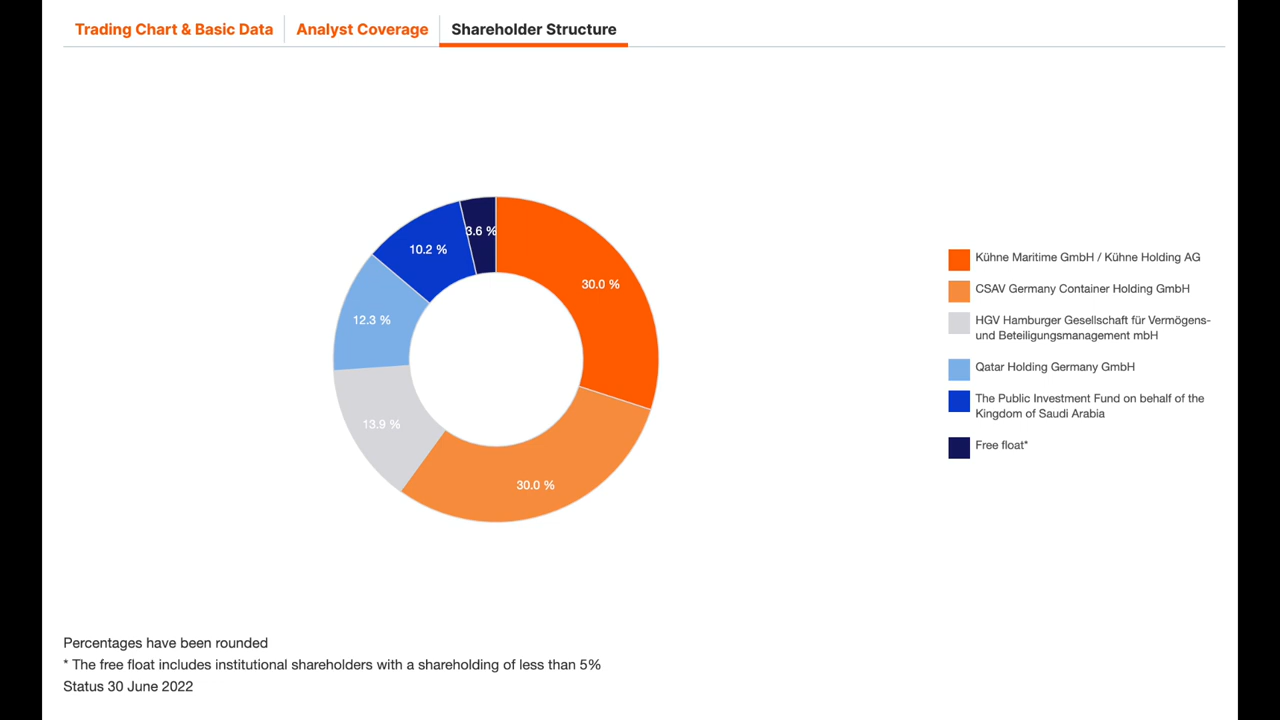 Trading Chart & Basic Data
Analyst Coverage
Shareholder Structure
3.6 %
10.2 %
30.0 %
12.3 %
13.9 %
30.0 %
Kühne Maritime GmbH / Kühne Holding AG
CSAV Germany Container Holding GmbH
HGV Hamburger Gesellschaft für Vermögens-
und Beteiligungsmanagement mbH
Qatar Holding Germany GmbH
The Public Investment Fund on behalf of the
Kingdom of Saudi Arabia
Free float*
Percentages have been rounded
* The free float includes institutional shareholders with a shareholding of less than 5%
Status 30 June 2022